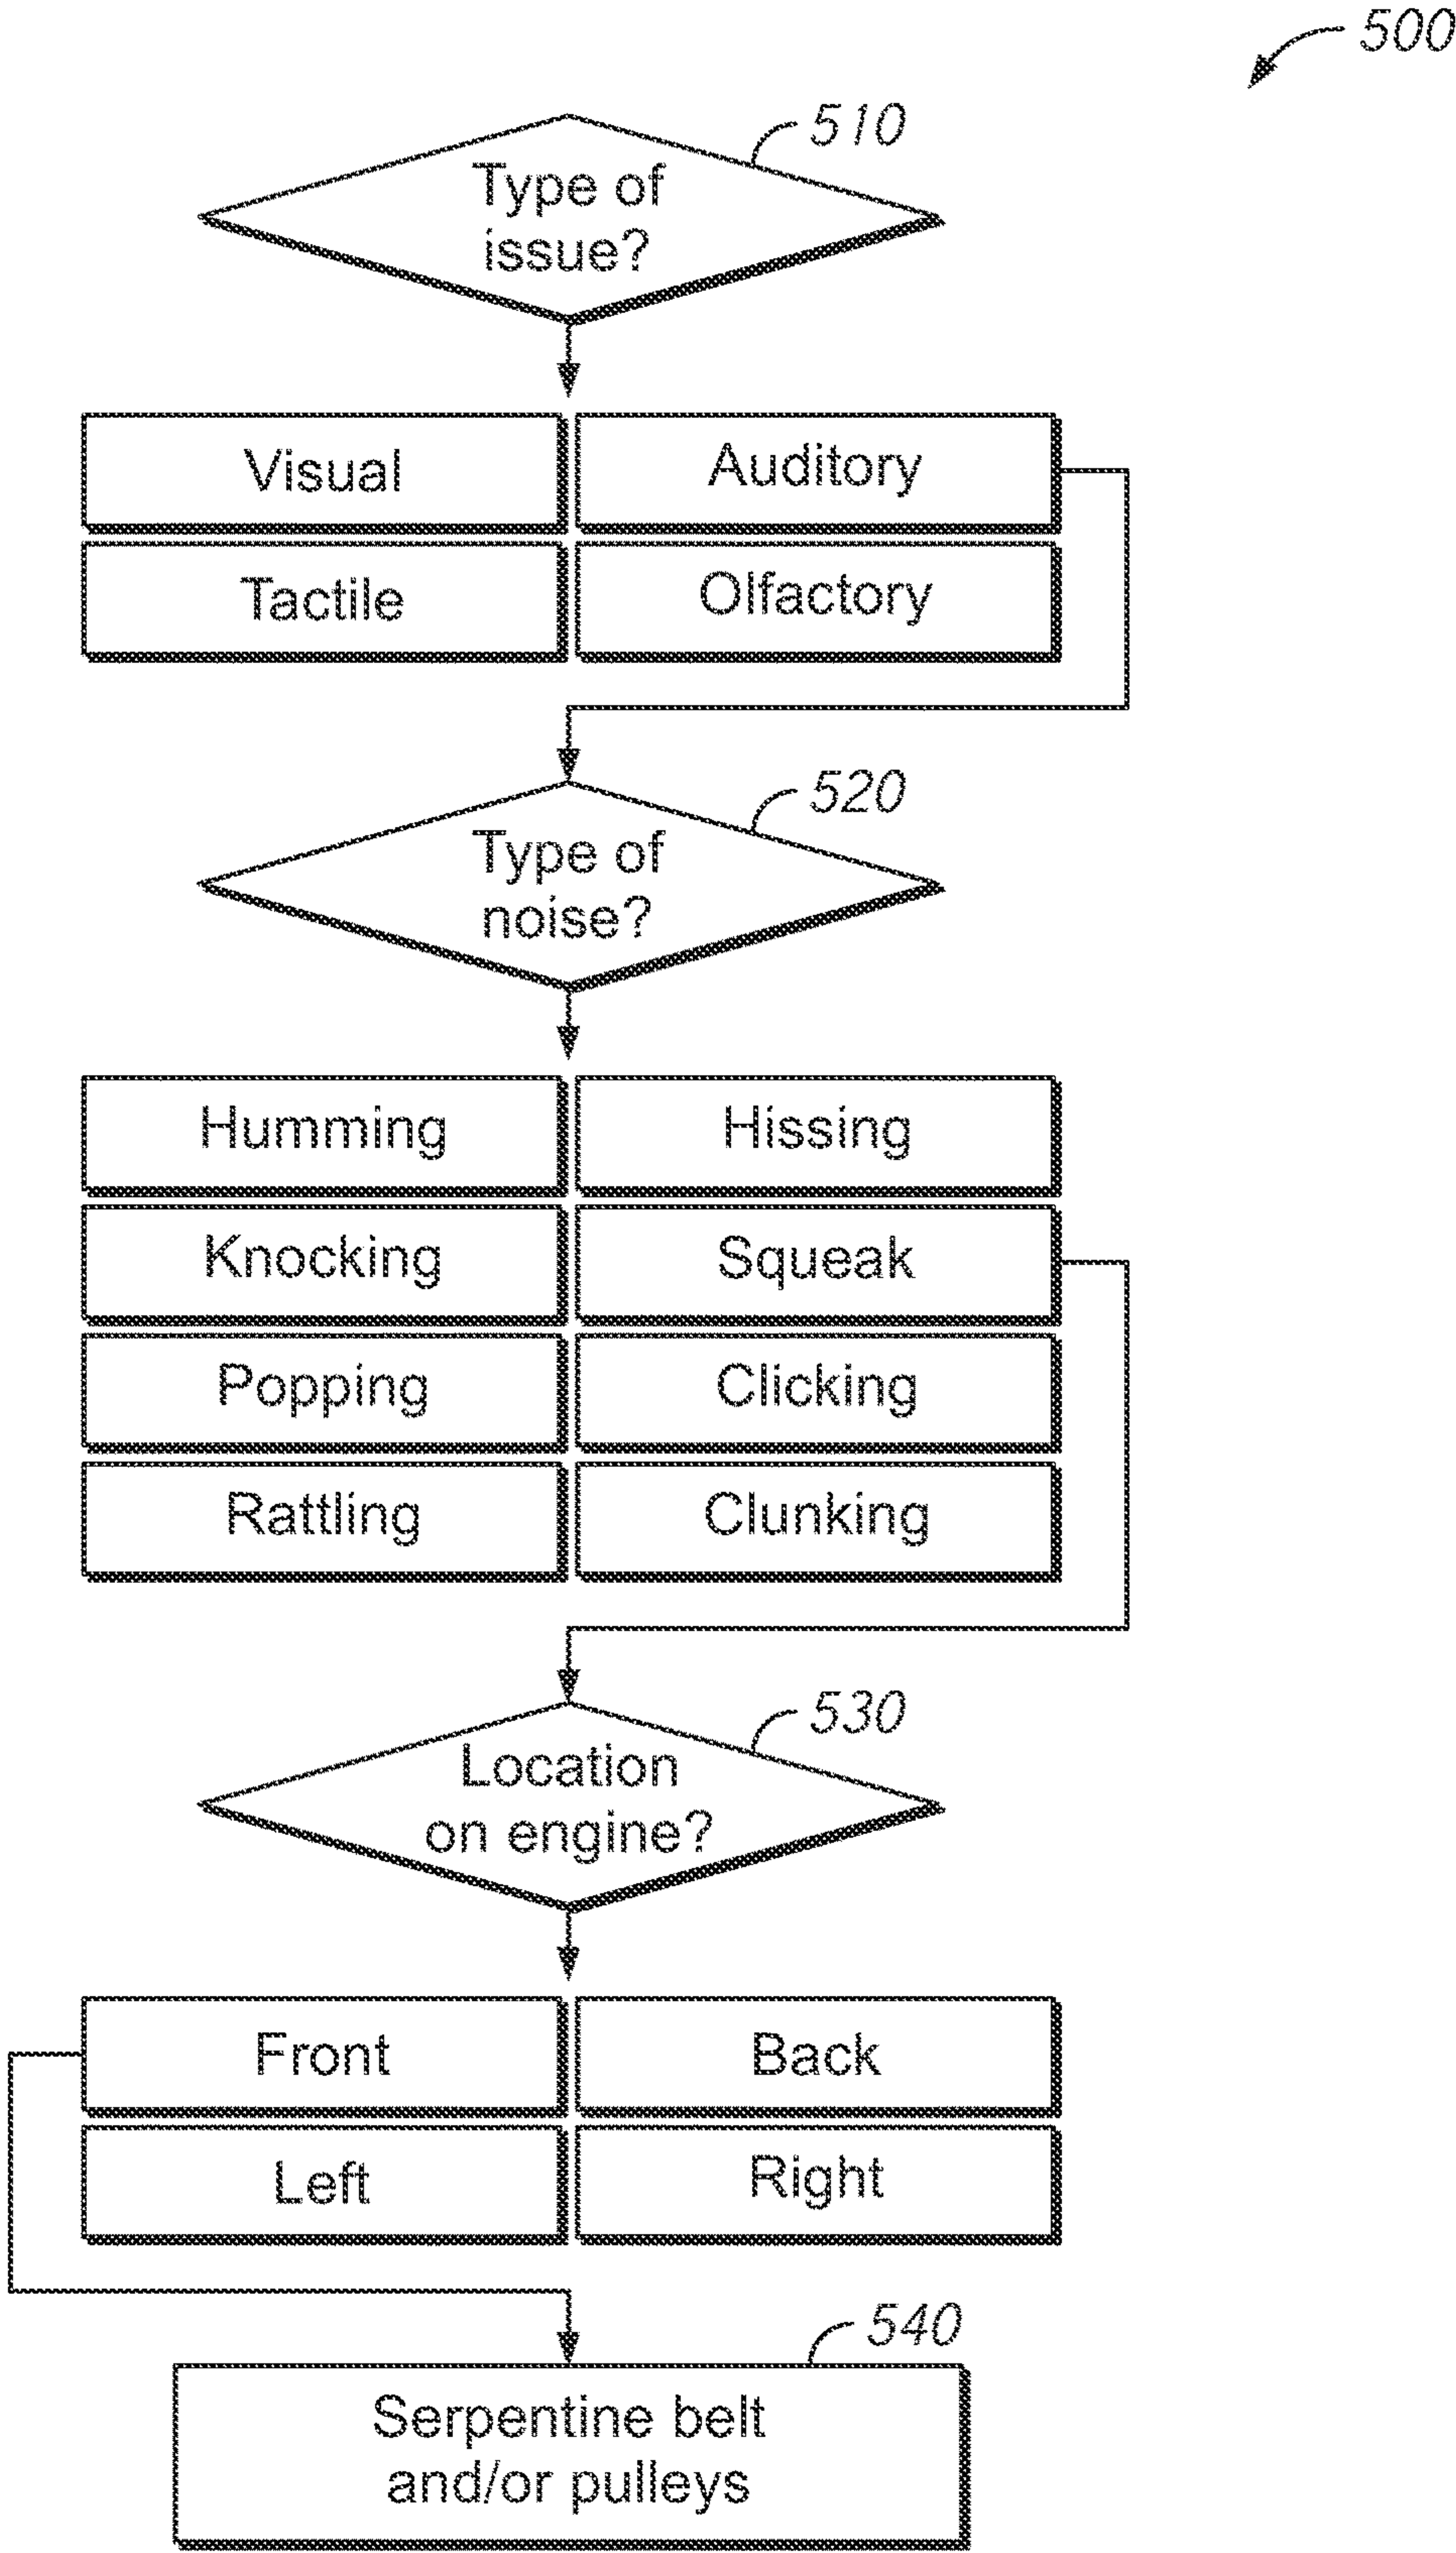 500
510
Type of
issue?
Visual
Auditory
Tactile
Olfactory
520
Type of
noise?
Humming
Hissing
Knocking
Squeak
Popping
Clicking
Rattling
Clunking
530
Location
on engine?
Front
Back
Left
Right
540
Serpentine belt
and/or pulleys